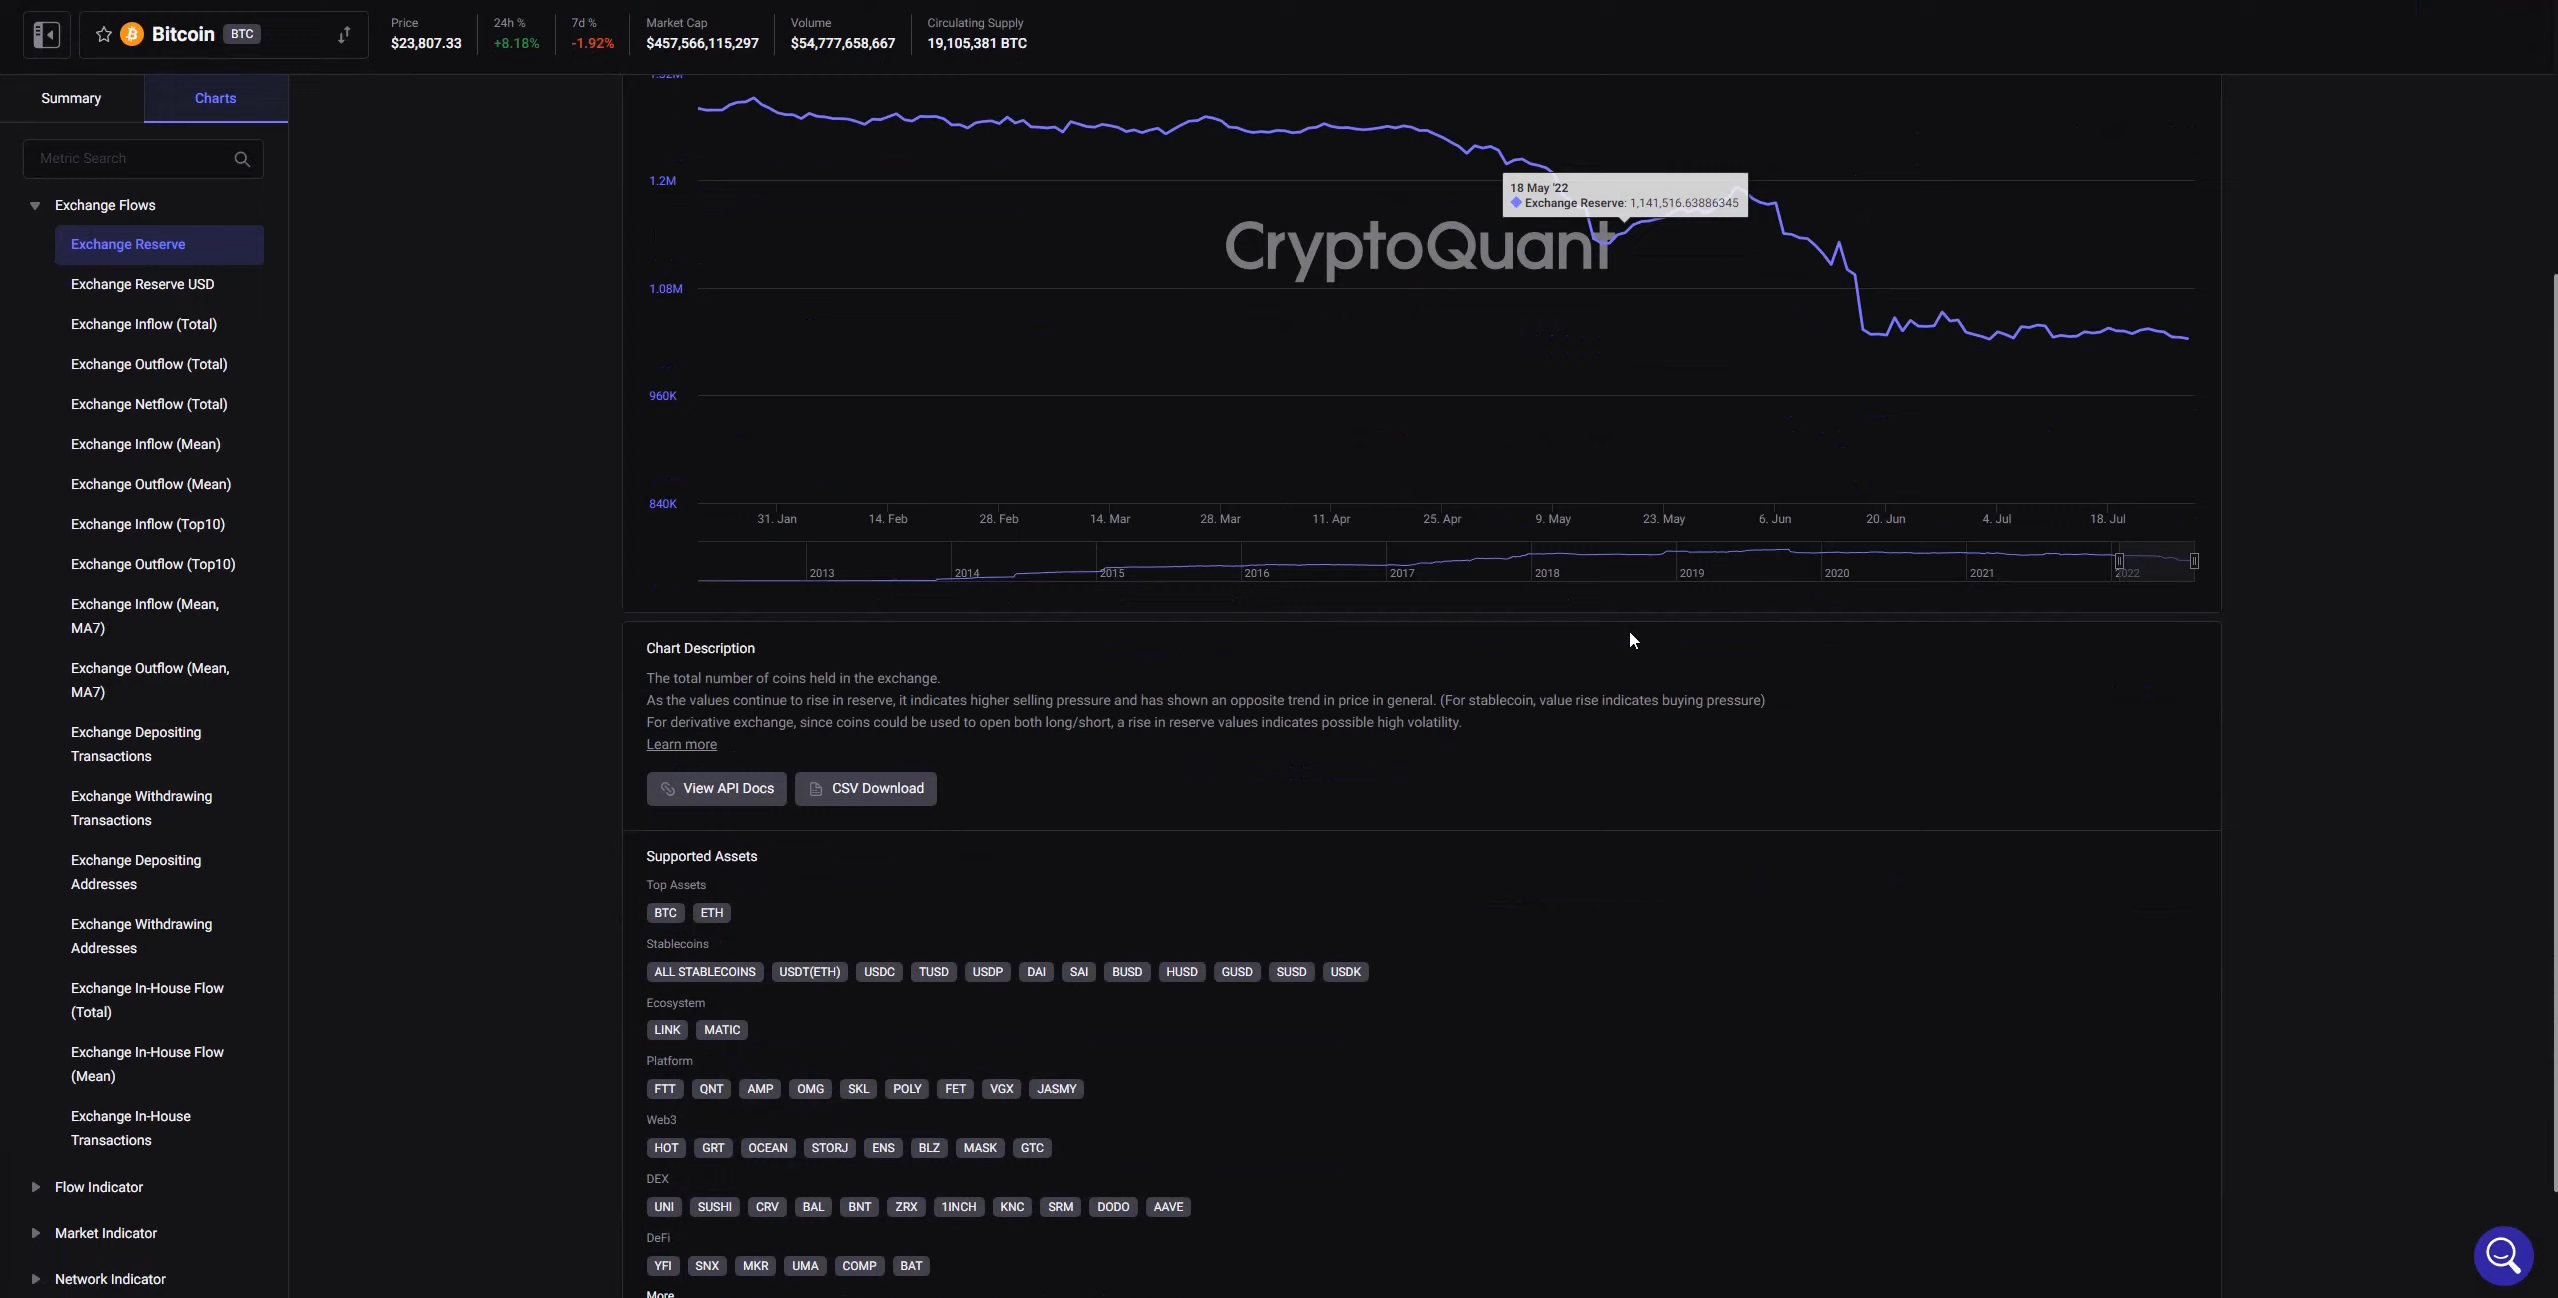 Bitcoin BTC
Price
$23,807.33
24h %
+8.18%
7d %
-1.92%
Market Cap
$457,566,115,297
Volume
$54,777,658,667
Circulating Supply
19,105,381 BTC
Summary
Charts
Metric Search
Exchange Flows
Exchange Reserve
Exchange Reserve USD
Exchange Inflow (Total)
Exchange Outflow (Total)
Exchange Netflow (Total)
Exchange Inflow (Mean)
Exchange Outflow (Mean)
Exchange Inflow (Top10)
Exchange Outflow (Top10)
Exchange Inflow (Mean,
MA7)
Exchange Outflow (Mean,
MA7)
Exchange Depositing
Transactions
Exchange Withdrawing
Transactions
Exchange Depositing
Addresses
Exchange Withdrawing
Addresses
Exchange In-House Flow
(Total)
Exchange In-House Flow
(Mean)
Exchange In-House
Transactions
Flow Indicator
Market Indicator
Network Indicator
1.32M
1.2M
1.08M
960K
840K
18 May '22
Exchange Reserve: 1,141,516.63886345
CryptoQuant
31. Jan 14. Feb 28. Feb 14. Mar 28. Mar 11. Apr 25. Apr 9. May 23. May 6. Jun 20. Jun 4. Jul 18. Jul
2013 2014 2015 2016 2017 2018 2019 2020 2021 2022
Chart Description
The total number of coins held in the exchange.
As the values continue to rise in reserve, it indicates higher selling pressure and has shown an opposite trend in price in general. (For stablecoin, value rise indicates buying pressure)
For derivative exchange, since coins could be used to open both long/short, a rise in reserve values indicates possible high volatility.
Learn more
View API Docs CSV Download
Supported Assets
Top Assets
BTC ETH
Stablecoins
ALL STABLECOINS USDT(ETH) USDC TUSD USDP DAI SAI BUSD HUSD GUSD SUSD USDK
Ecosystem
LINK MATIC
Platform
FTT QNT AMP OMG SKL POLY FET VGX JASMY
Web3
HOT GRT OCEAN STORJ ENS BLZ MASK GTC
DEX
UNI SUSHI CRV BAL BNT ZRX 1INCH KNC SRM DODO AAVE
DeFi
YFI SNX MKR UMA COMP BAT
More